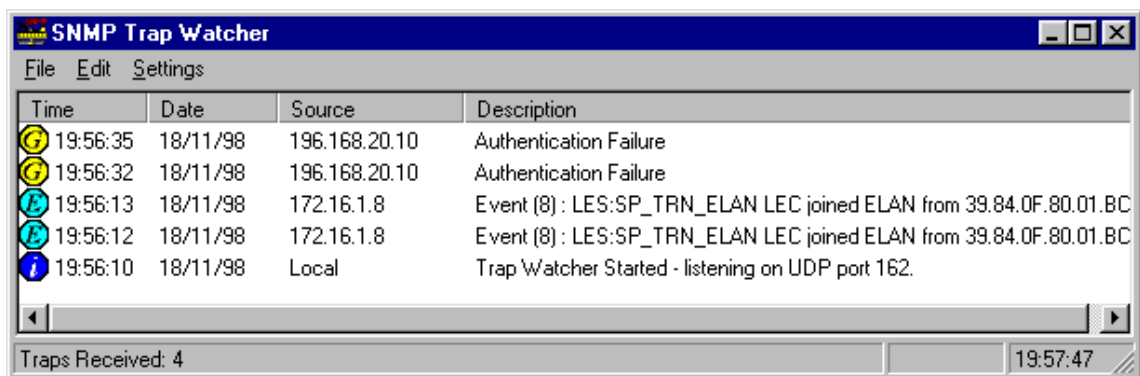 SNMP Trap Watcher
File Edit Settings
Time Date Source Description
G 19:56:35 18/11/98 196.168.20.10 Authentication Failure
G 19:56:32 18/11/98 196.168.20.10 Authentication Failure
E 19:56:13 18/11/98 172.16.1.8 Event (8) : LES:SP_TRN_ELAN LEC joined ELAN from 39.84.0F.80.01.BC
E 19:56:12 18/11/98 172.16.1.8 Event (8) : LES:SP_TRN_ELAN LEC joined ELAN from 39.84.0F.80.01.BC
i 19:56:10 18/11/98 Local Trap Watcher Started - listening on UDP port 162.
Traps Received: 4 19:57:47